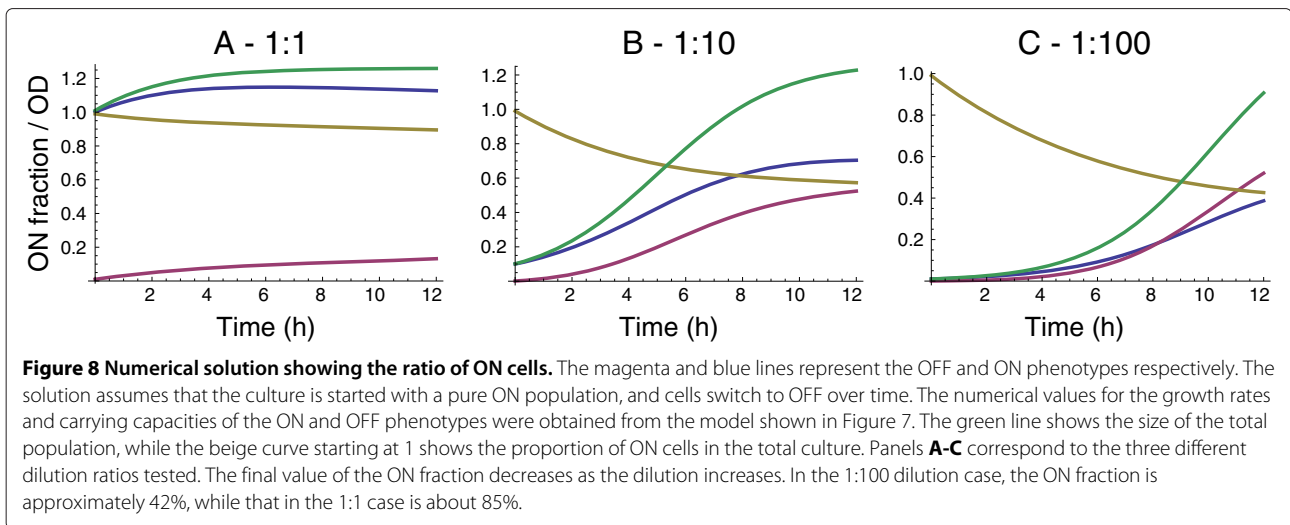 A - 1:1
B - 1:10
C - 1:100
ON fraction / OD
1.2
1.0
0.8
0.6
0.4
0.2
2 4 6 8 10 12
Time (h)
1.2
1.0
0.8
0.6
0.4
0.2
0 2 4 6 8 10 12
Time (h)
1.0
0.8
0.6
0.4
0.2
0 2 4 6 8 10 12
Time (h)
Figure 8 Numerical solution showing the ratio of ON cells. The magenta and blue lines represent the OFF and ON phenotypes respectively. The
solution assumes that the culture is started with a pure ON population, and cells switch to OFF over time. The numerical values for the growth rates
and carrying capacities of the ON and OFF phenotypes were obtained from the model shown in Figure 7. The green line shows the size of the total
population, while the beige curve starting at 1 shows the proportion of ON cells in the total culture. Panels A-C correspond to the three different
dilution ratios tested. The final value of the ON fraction decreases as the dilution increases. In the 1:100 dilution case, the ON fraction is
approximately 42%, while that in the 1:1 case is about 85%.